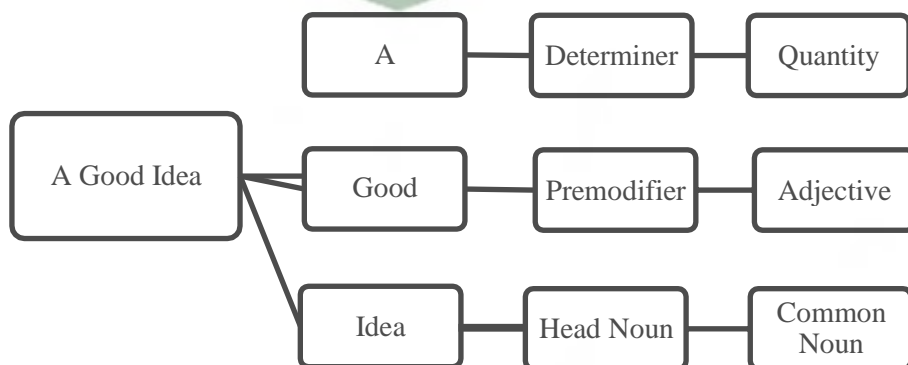 A Determiner Quantity
A Good Idea
Good Premodifier Adjective
Idea Head Noun Common
Noun